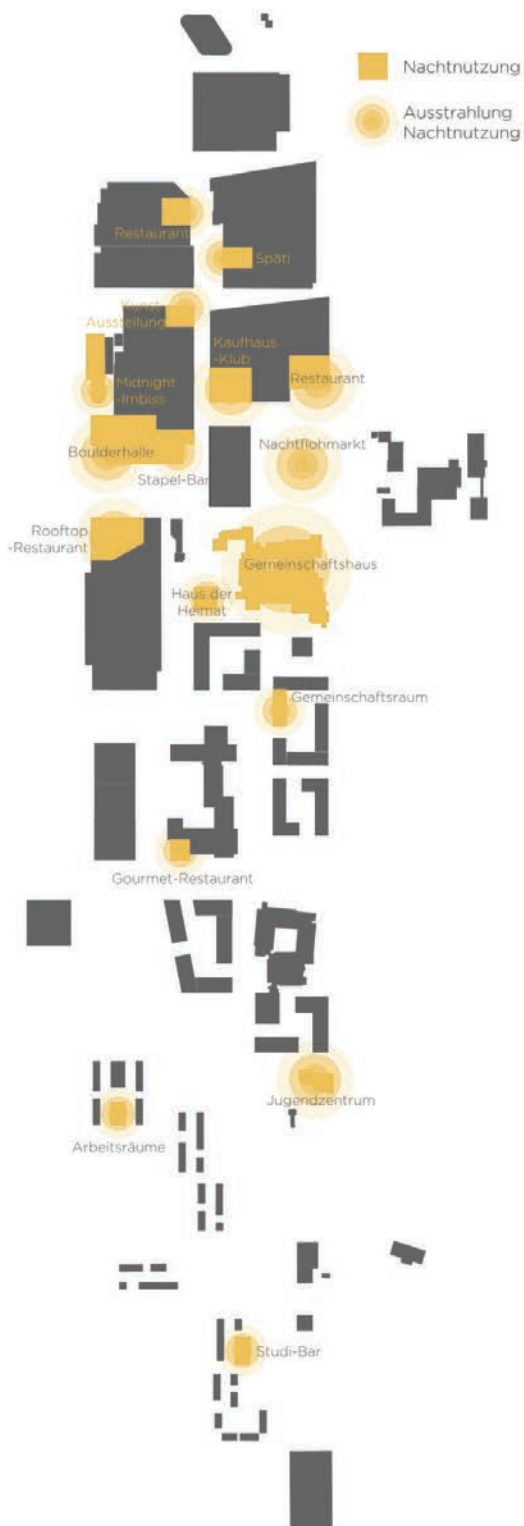 Nachtnutzung
Ausstrahlung
Nachtnutzung
Restaurant
Späti
Kunst-
Ausstellung
Kaufhaus
-Klub
Midnight
-Imbiss
Restaurant
Boulderhalle
Nachtflohmarkt
Stapel-Bar
Rooftop
-Restaurant
Gemeinschaftshaus
Haus der
Heimat
Gemeinschaftsraum
Gourmet-Restaurant
Jugendzentrum
Arbeitsräume
Studi-Bar